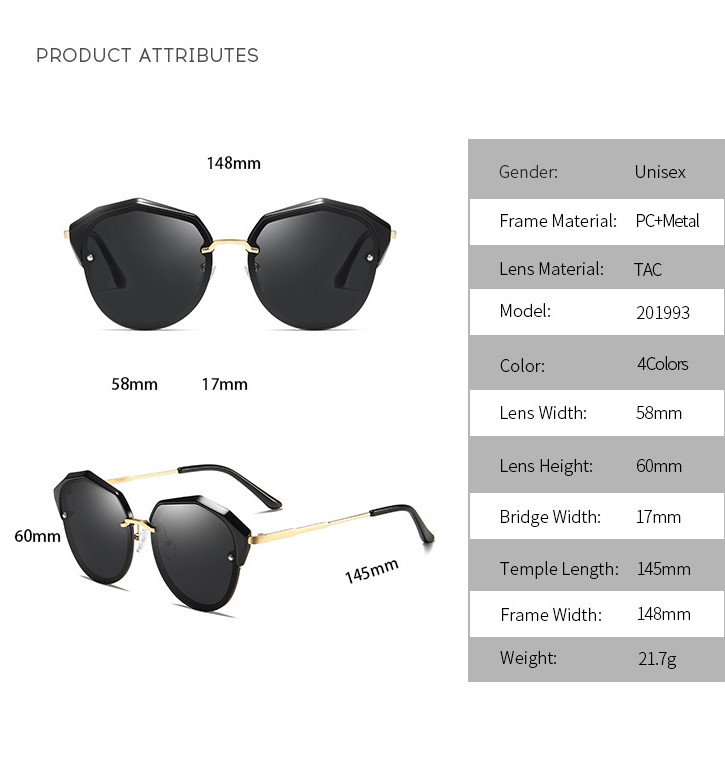 PRODUCT ATTRIBUTES
148mm
58mm 17mm
60mm
145mm
Gender: Unisex
Frame Material: PC+Metal
Lens Material: TAC
Model: 201993
Color: 4Colors
Lens Width: 58mm
Lens Height: 60mm
Bridge Width: 17mm
Temple Length: 145mm
Frame Width: 148mm
Weight: 21.7g